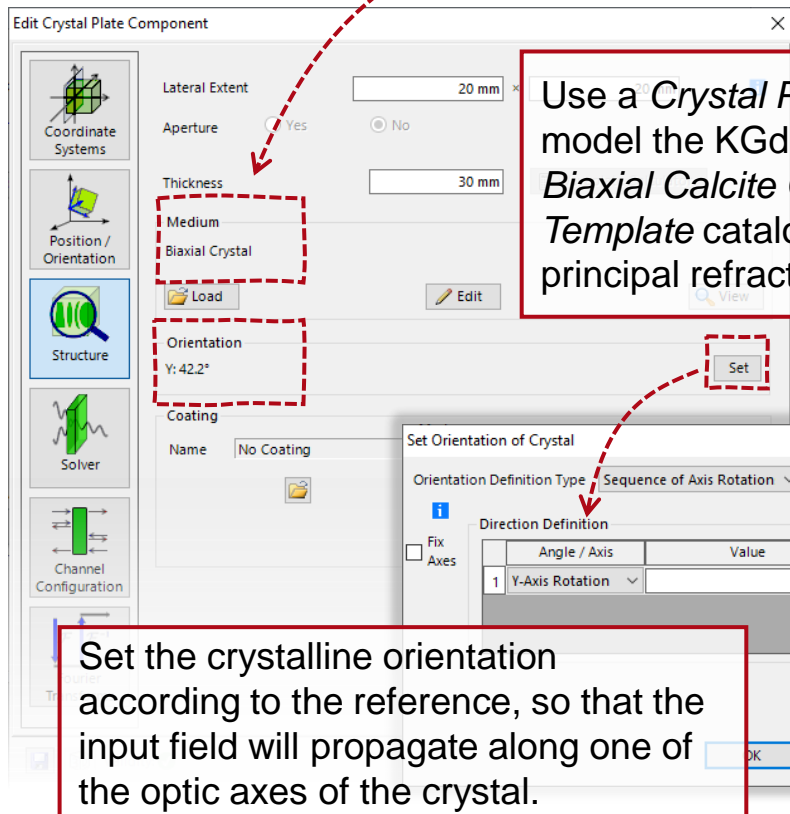 Edit Crystal Plate Component
Coordinate
Systems
Position /
Orientation
Structure
Solver
Channel
Configuration
Lateral Extent 20 mm ×
Aperture Yes No
Thickness 30 mm
Medium
Biaxial Crystal
Load Edit View
Orientation
Y: 42.2°
Set
Coating
Name No Coating
Use a Crystal
model the KGd
Biaxial Calcite
Template catalo
principal refract
Set Orientation of Crystal
Orientation Definition Type Sequence of Axis Rotation
i
Fix
Axes
Direction Definition
Angle / Axis Value
1 Y-Axis Rotation
OK
Set the crystalline orientation
according to the reference, so that the
input field will propagate along one of
the optic axes of the crystal.